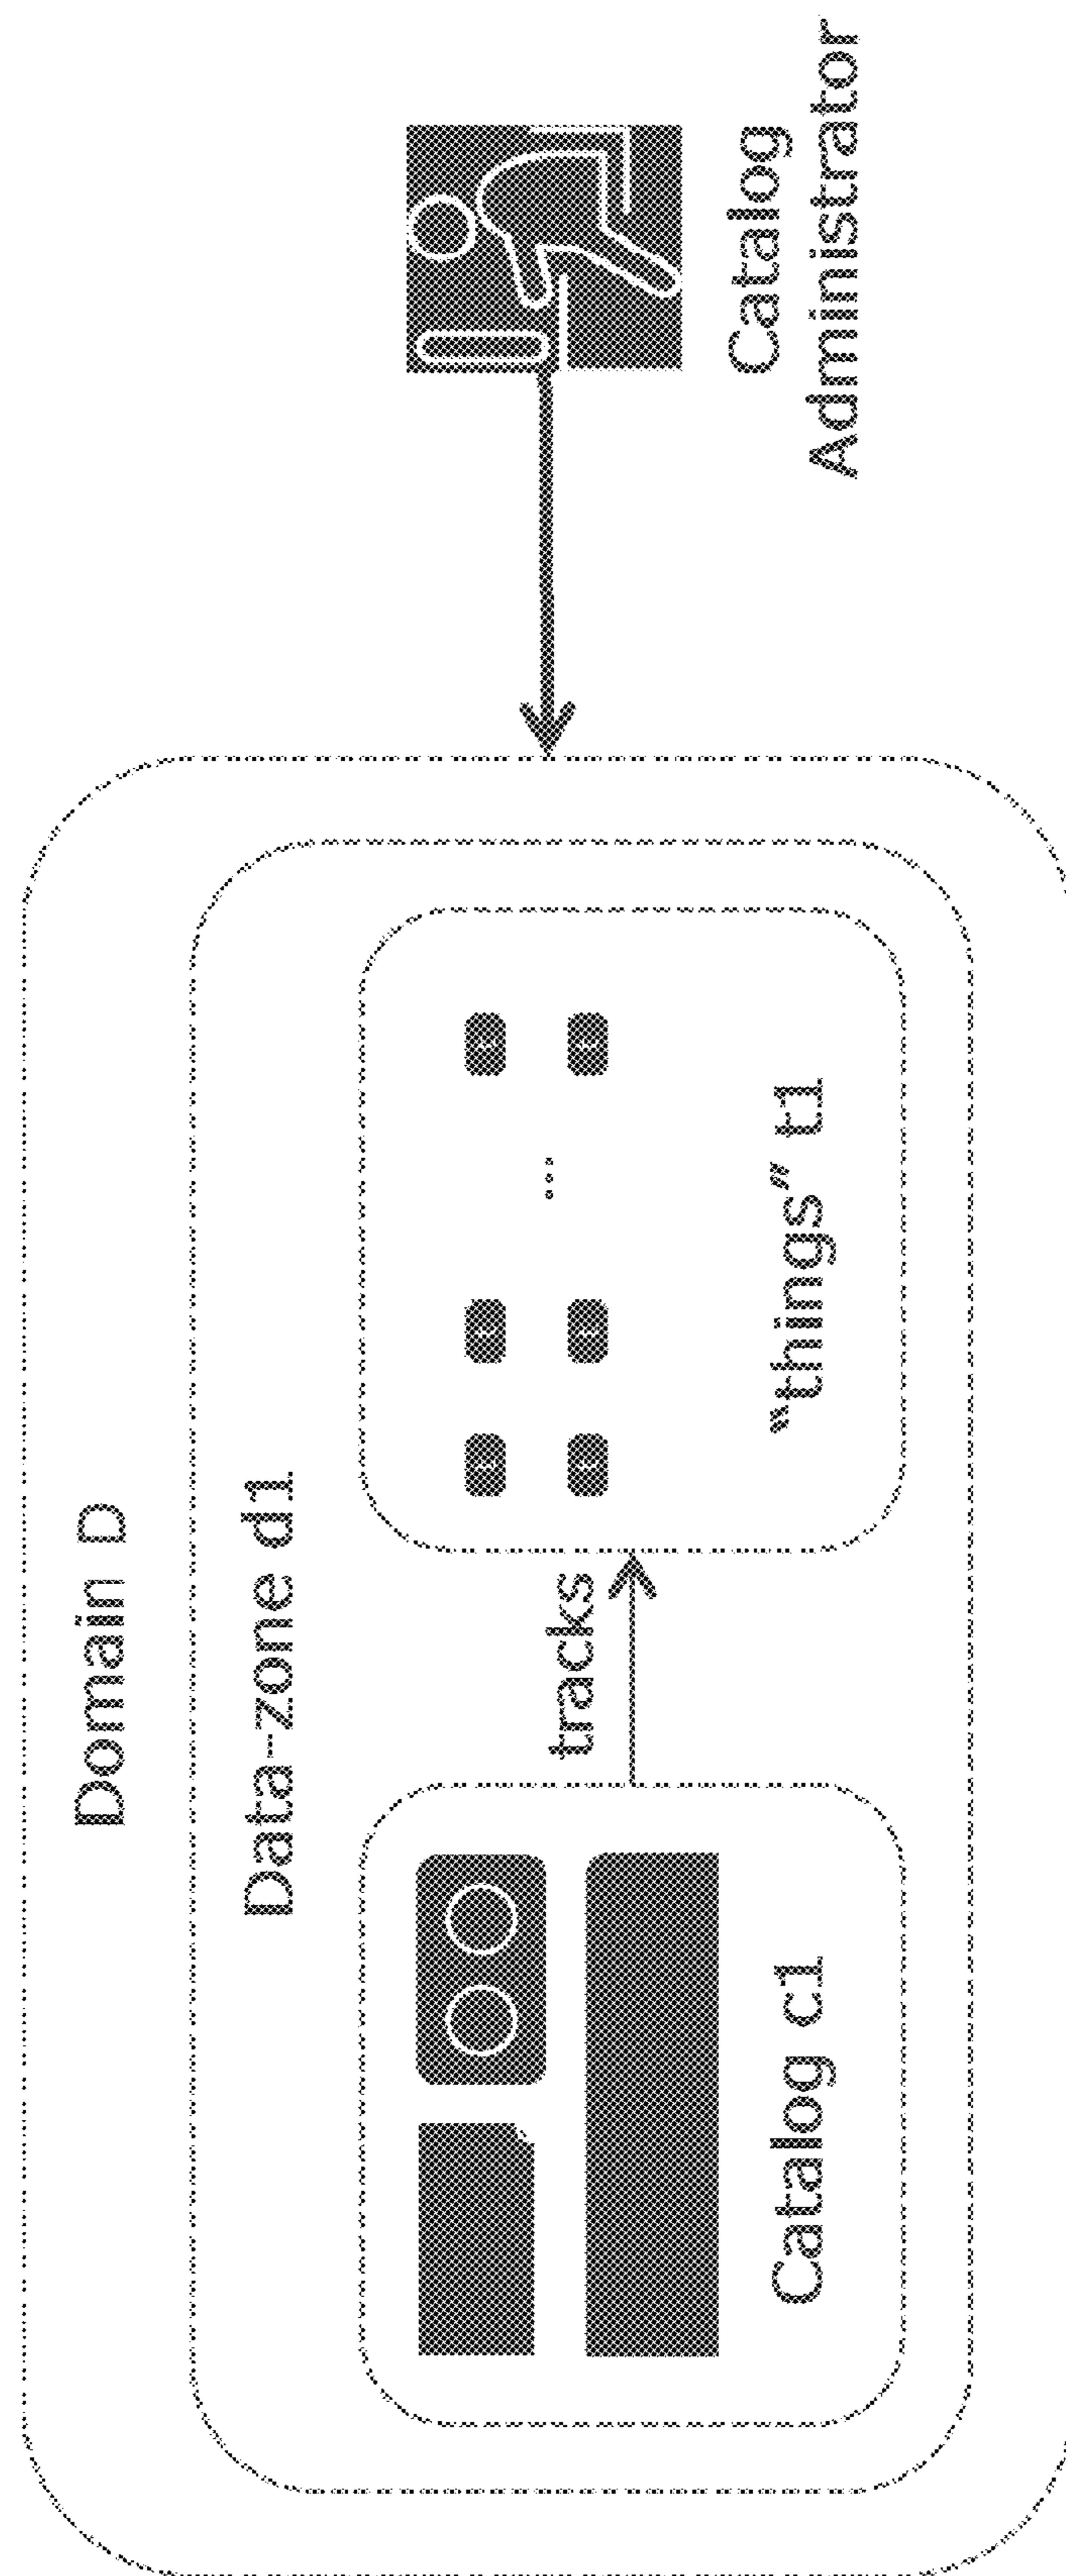 Domain D
Data-zone d1
tracks
Catalog c1
“things” t1
...
Catalog
Administrator